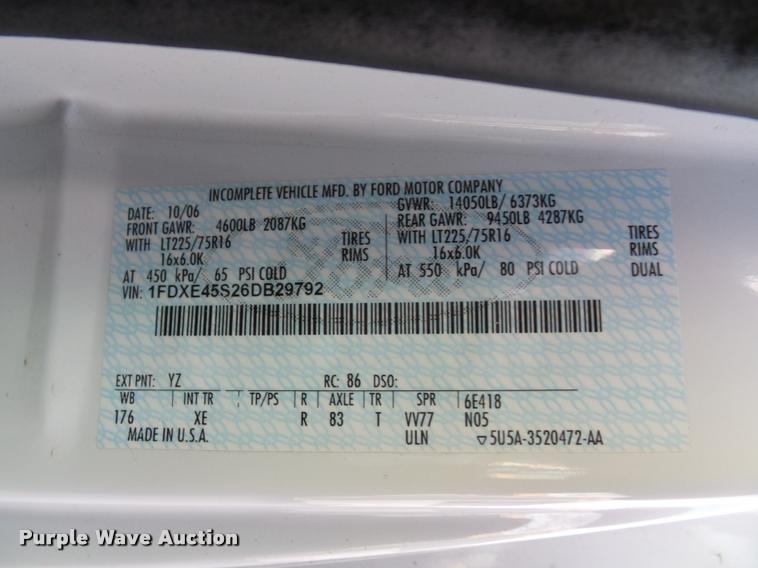 INCOMPLETE VEHICLE MFD. BY FORD MOTOR COMPANY
DATE: 10/06 GVWR: 14050LB/ 6373KG
FRONT GAWR: 4600LB 2087KG REAR GAWR: 9450LB 4287KG
WITH LT225/75R16 TIRES WITH LT225/75R16 TIRES
16x6.0K RIMS 16x6.0K RIMS
AT 450 kPa/ 65 PSI COLD AT 550 kPa/ 80 PSI COLD DUAL
VIN: 1FDXE45S26DB29792
EXT PNT: YZ RC: 86 DSO:
WB INT TR TP/PS R AXLE TR SPR 6E418
176 XE R 83 T VV77 N05
MADE IN U.S.A. ULN ▽5U5A-3520472-AA
Purple Wave Auction